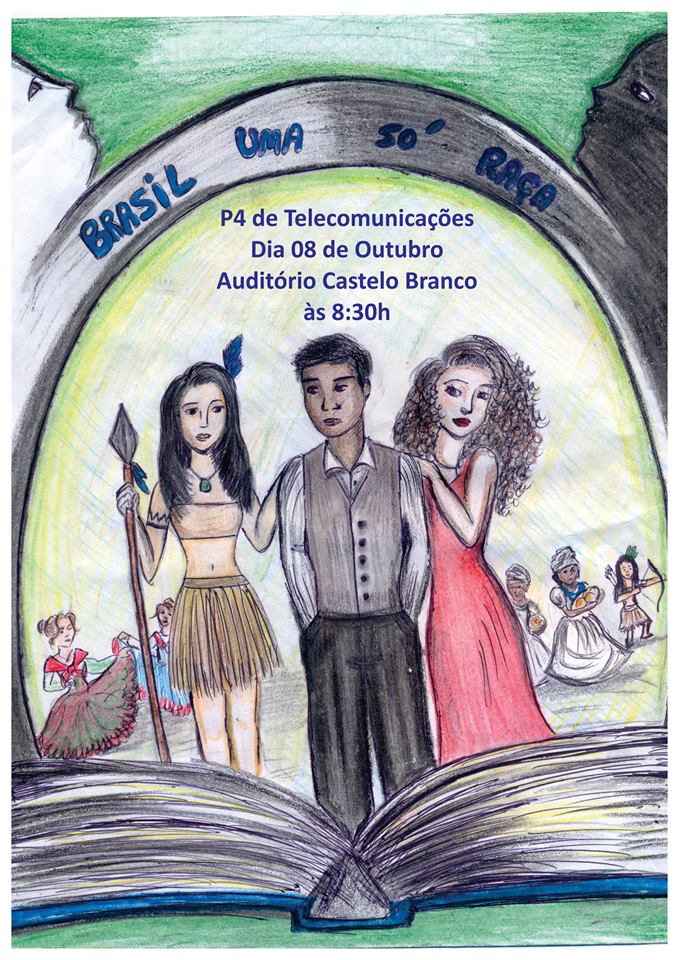 BRASIL UMA SÓ RAÇA
P4 de Telecomunicações
Dia 08 de Outubro
Auditório Castelo Branco
às 8:30h